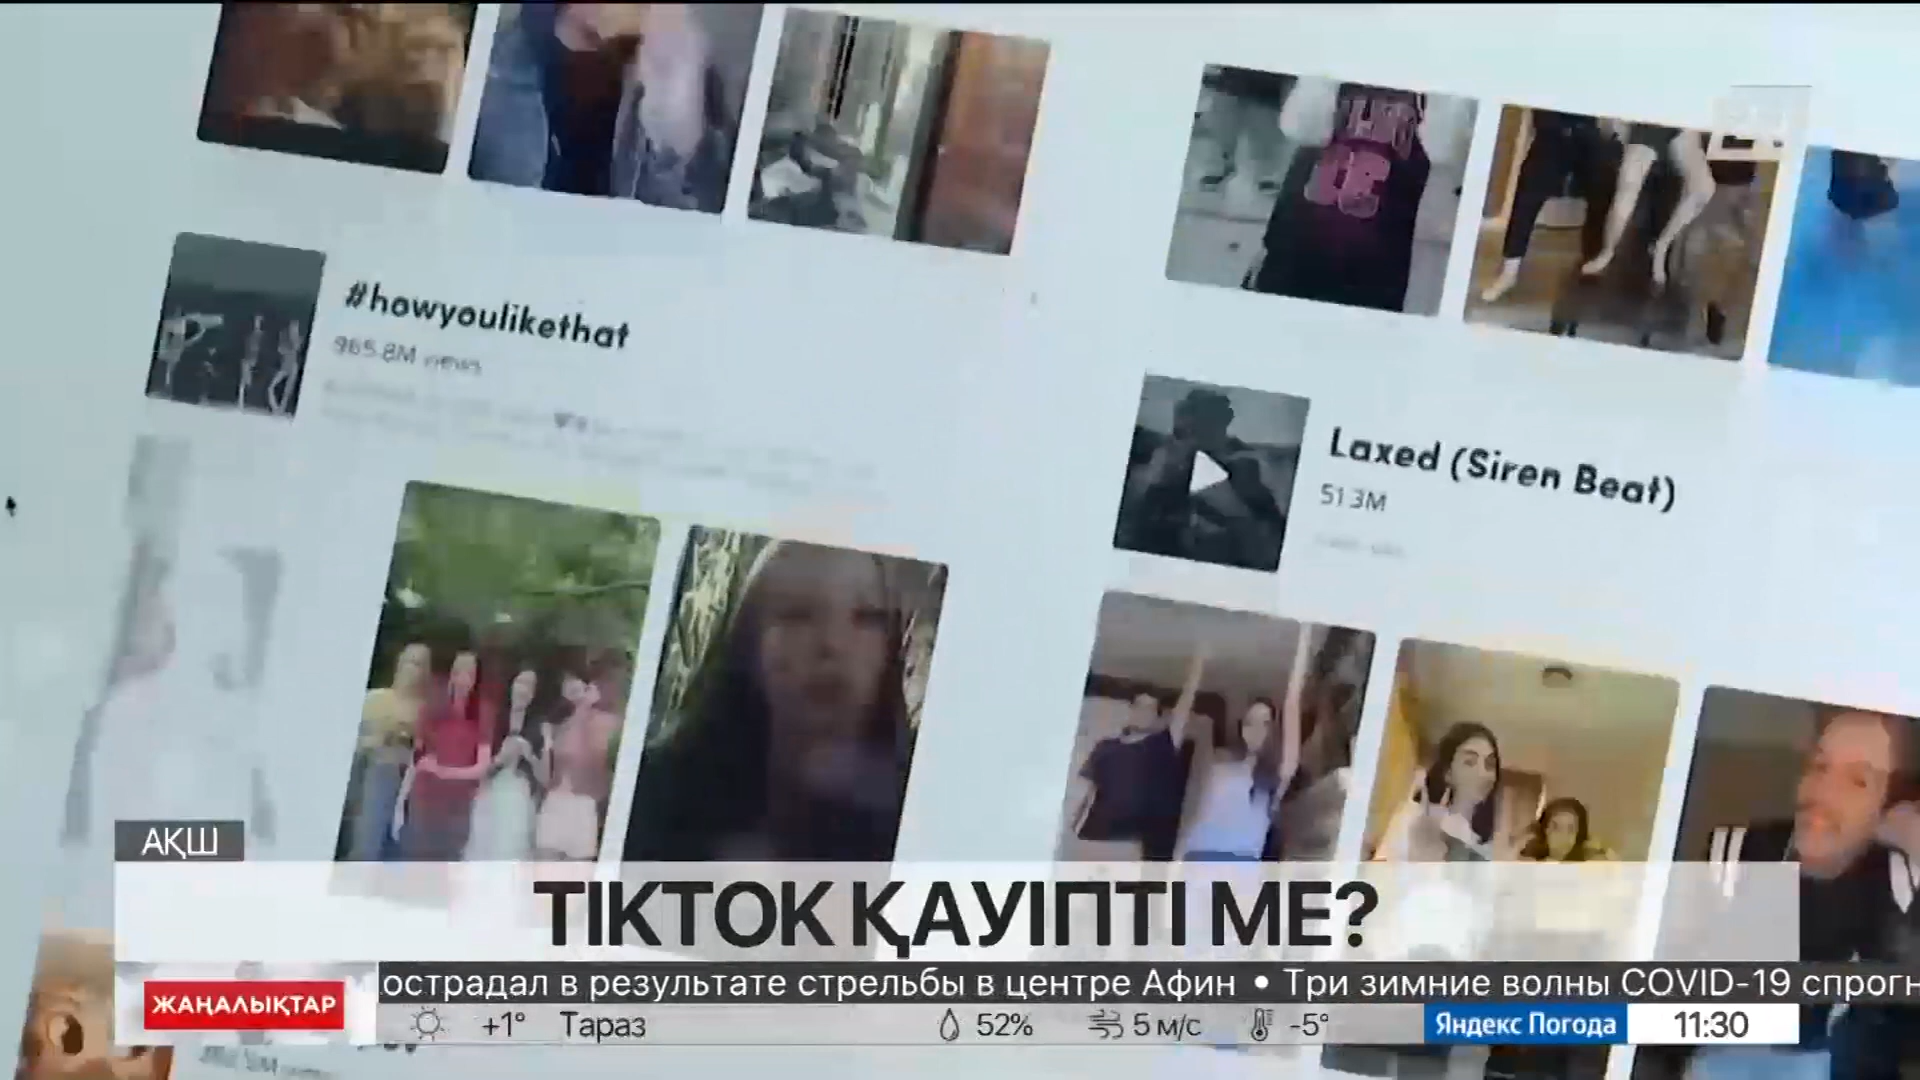 #howyoulikethat
965.8M views
Laxed (Siren Beat)
51.3M
АҚШ
TIKTOK ҚАУІПТІ МЕ?
ЖАҢАЛЫҚТАР
острадал в результате стрельбы в центре Афин • Три зимние волны COVID-19 спрогн
+1° Тараз 52% 5 м/с -5° Яндекс Погода 11:30